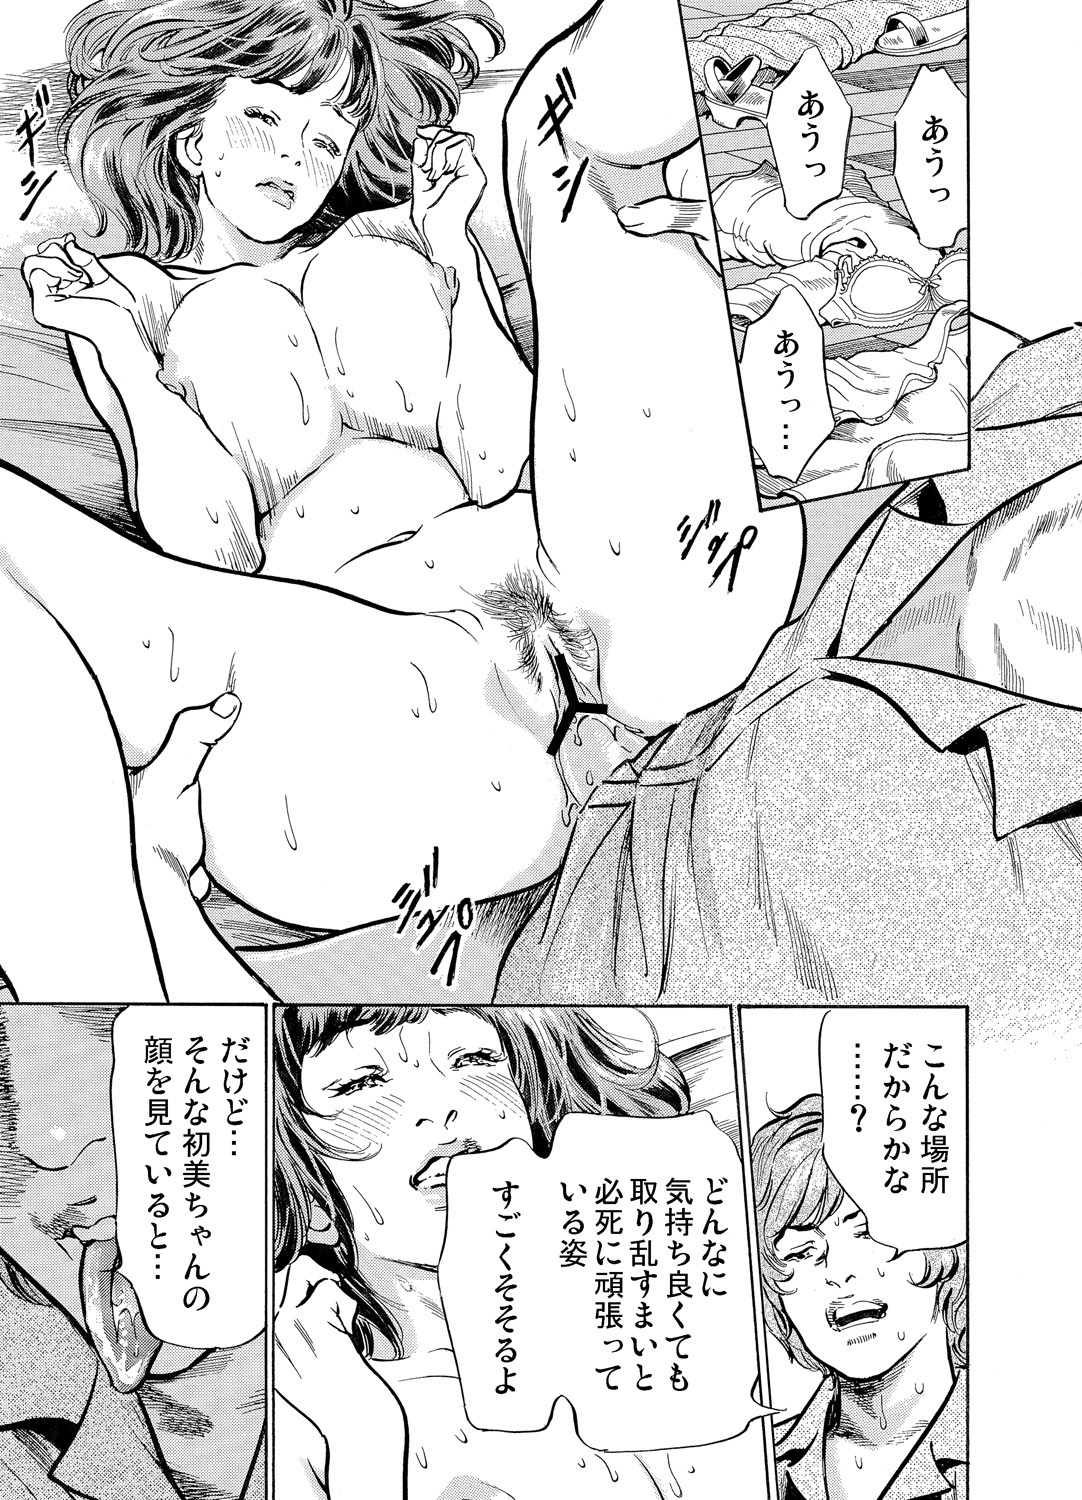 あうっ
あうっ
あうっ…
ギシ
ギシ
ジュプ
ジュプ
こんな場所
だからかな
……？
どんなに
気持ち良くても
取り乱すまいと
必死に頑張って
いる姿
すごくそそるよ
だけど…
そんな初美ちゃんの
顔を見ていると…